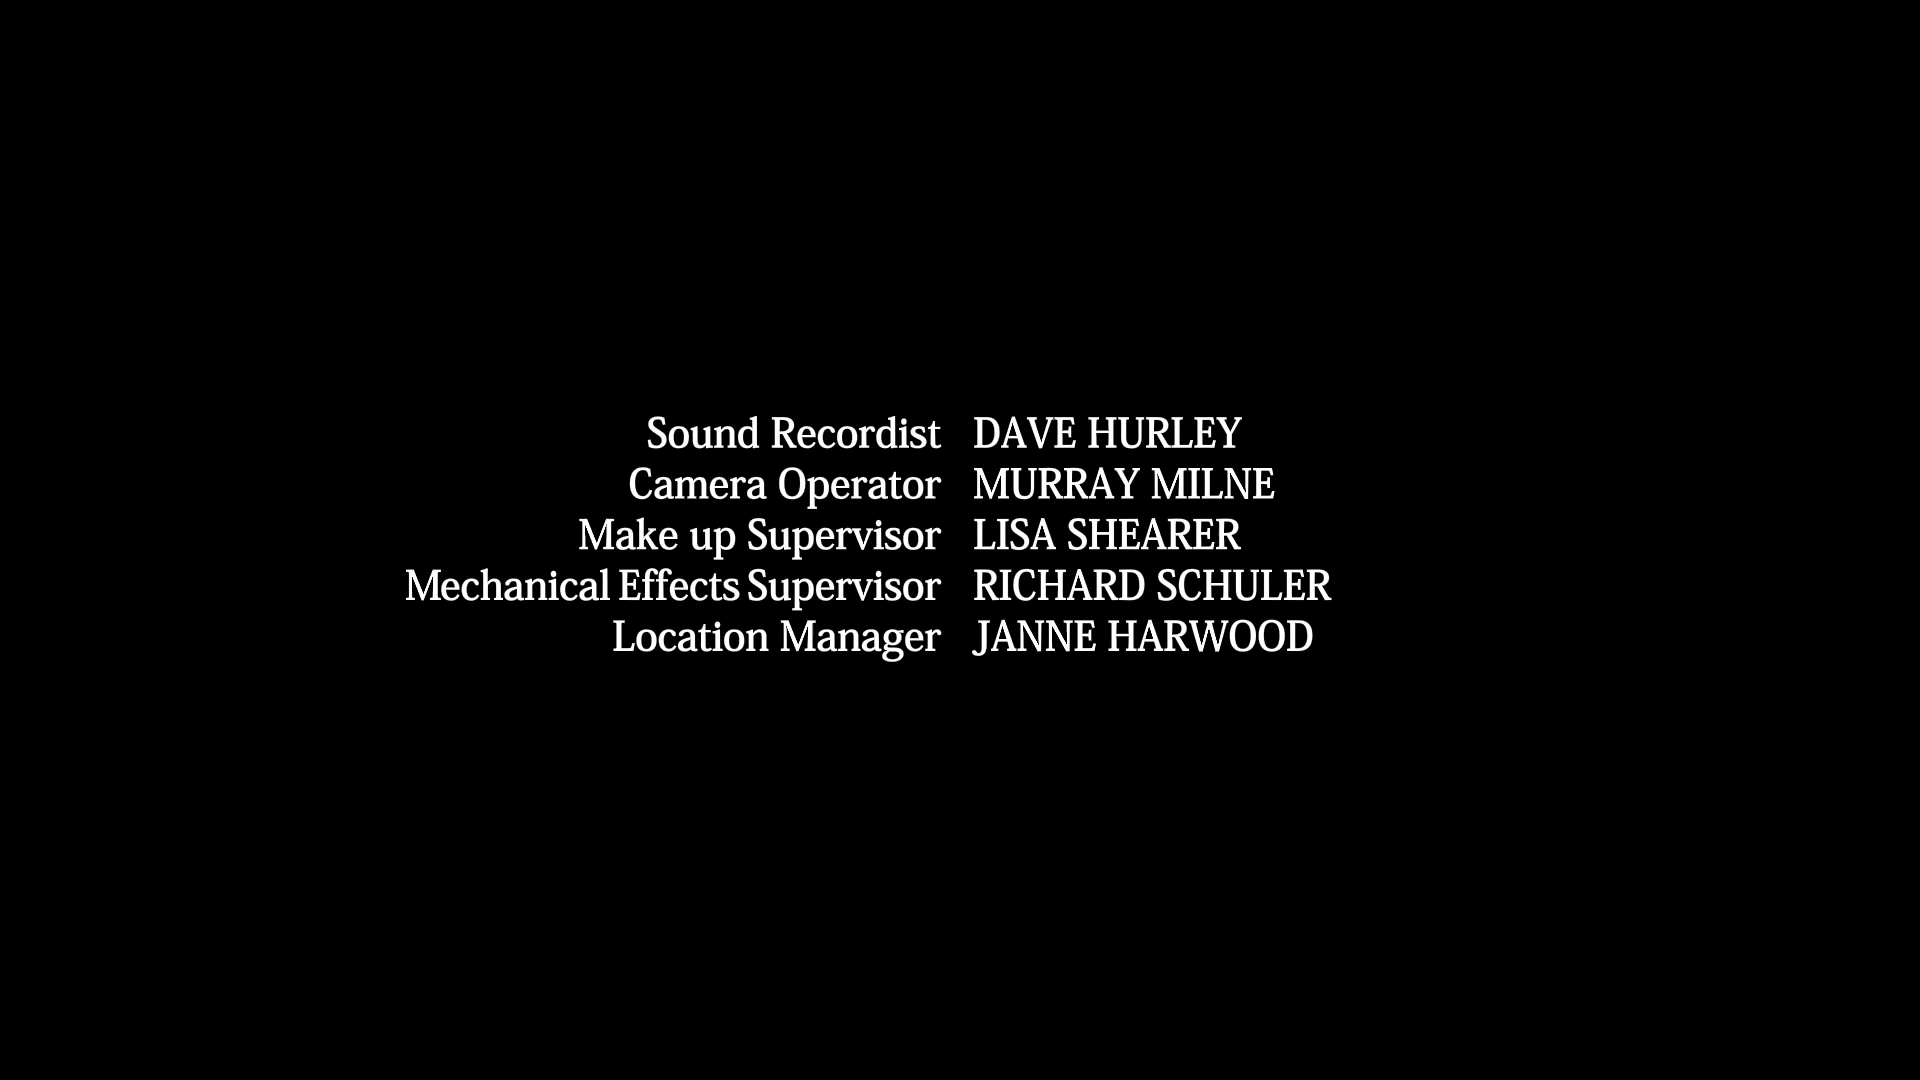 Sound Recordist DAVE HURLEY
Camera Operator MURRAY MILNE
Make up Supervisor LISA SHEARER
Mechanical Effects Supervisor RICHARD SCHULER
Location Manager JANNE HARWOOD